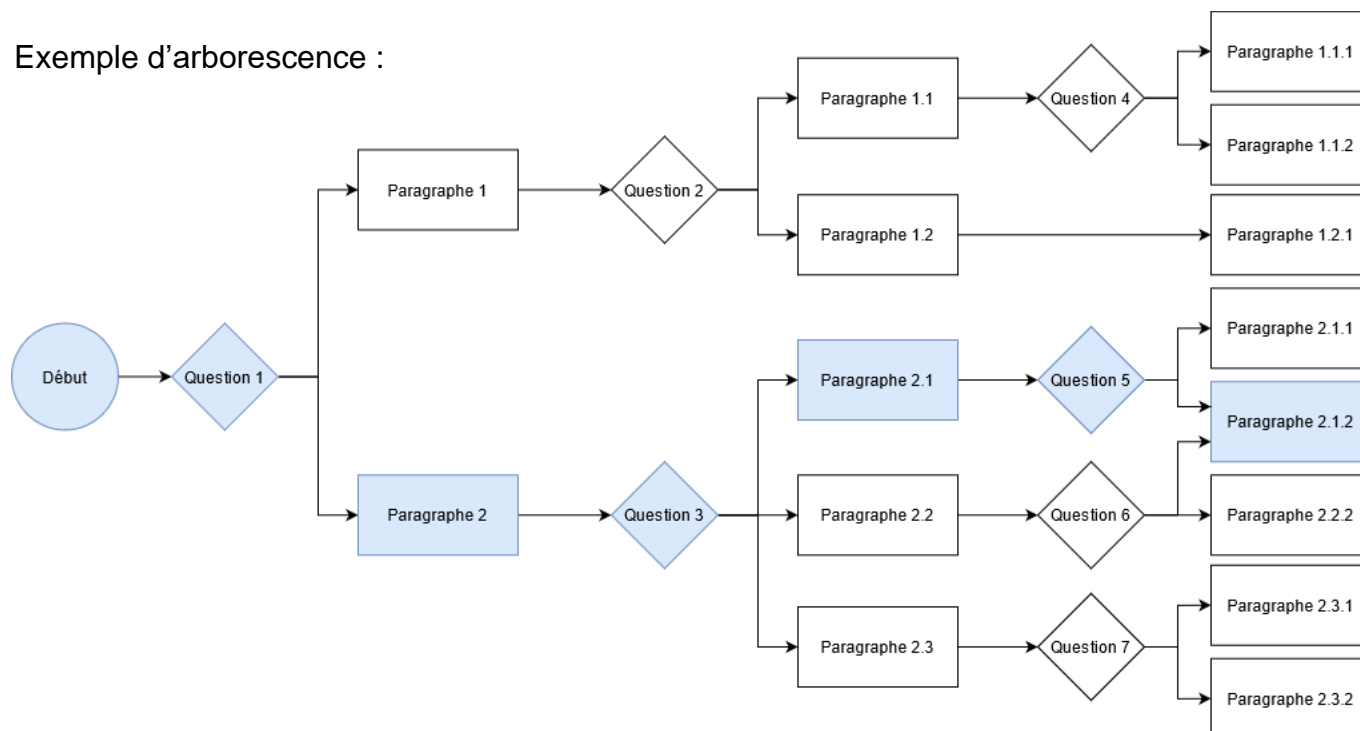 Exemple d'arborescence :
Paragraphe 1.1.1
Paragraphe 1.1
Question 4
Paragraphe 1.1.2
Paragraphe 1
Question 2
Paragraphe 1.2
Paragraphe 1.2.1
Paragraphe 2.1.1
Début
Question 1
Paragraphe 2.1
Question 5
Paragraphe 2.1.2
Paragraphe 2
Question 3
Paragraphe 2.2
Question 6
Paragraphe 2.2.2
Paragraphe 2.3.1
Paragraphe 2.3
Question 7
Paragraphe 2.3.2